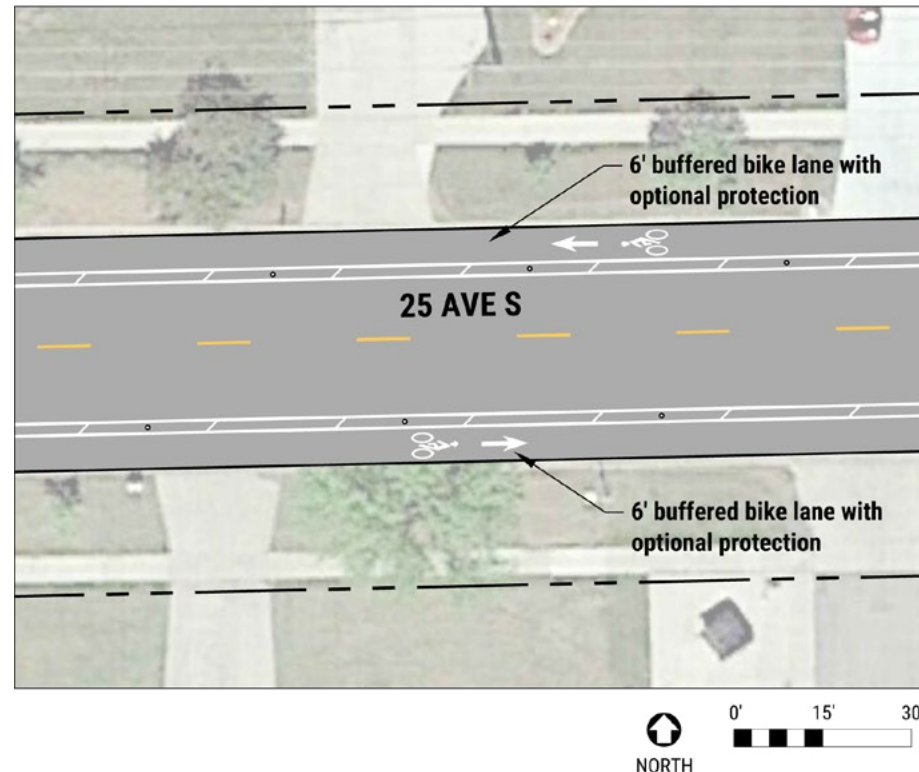 6' buffered bike lane with
optional protection
25 AVE S
6' buffered bike lane with
optional protection
NORTH
0' 15' 30